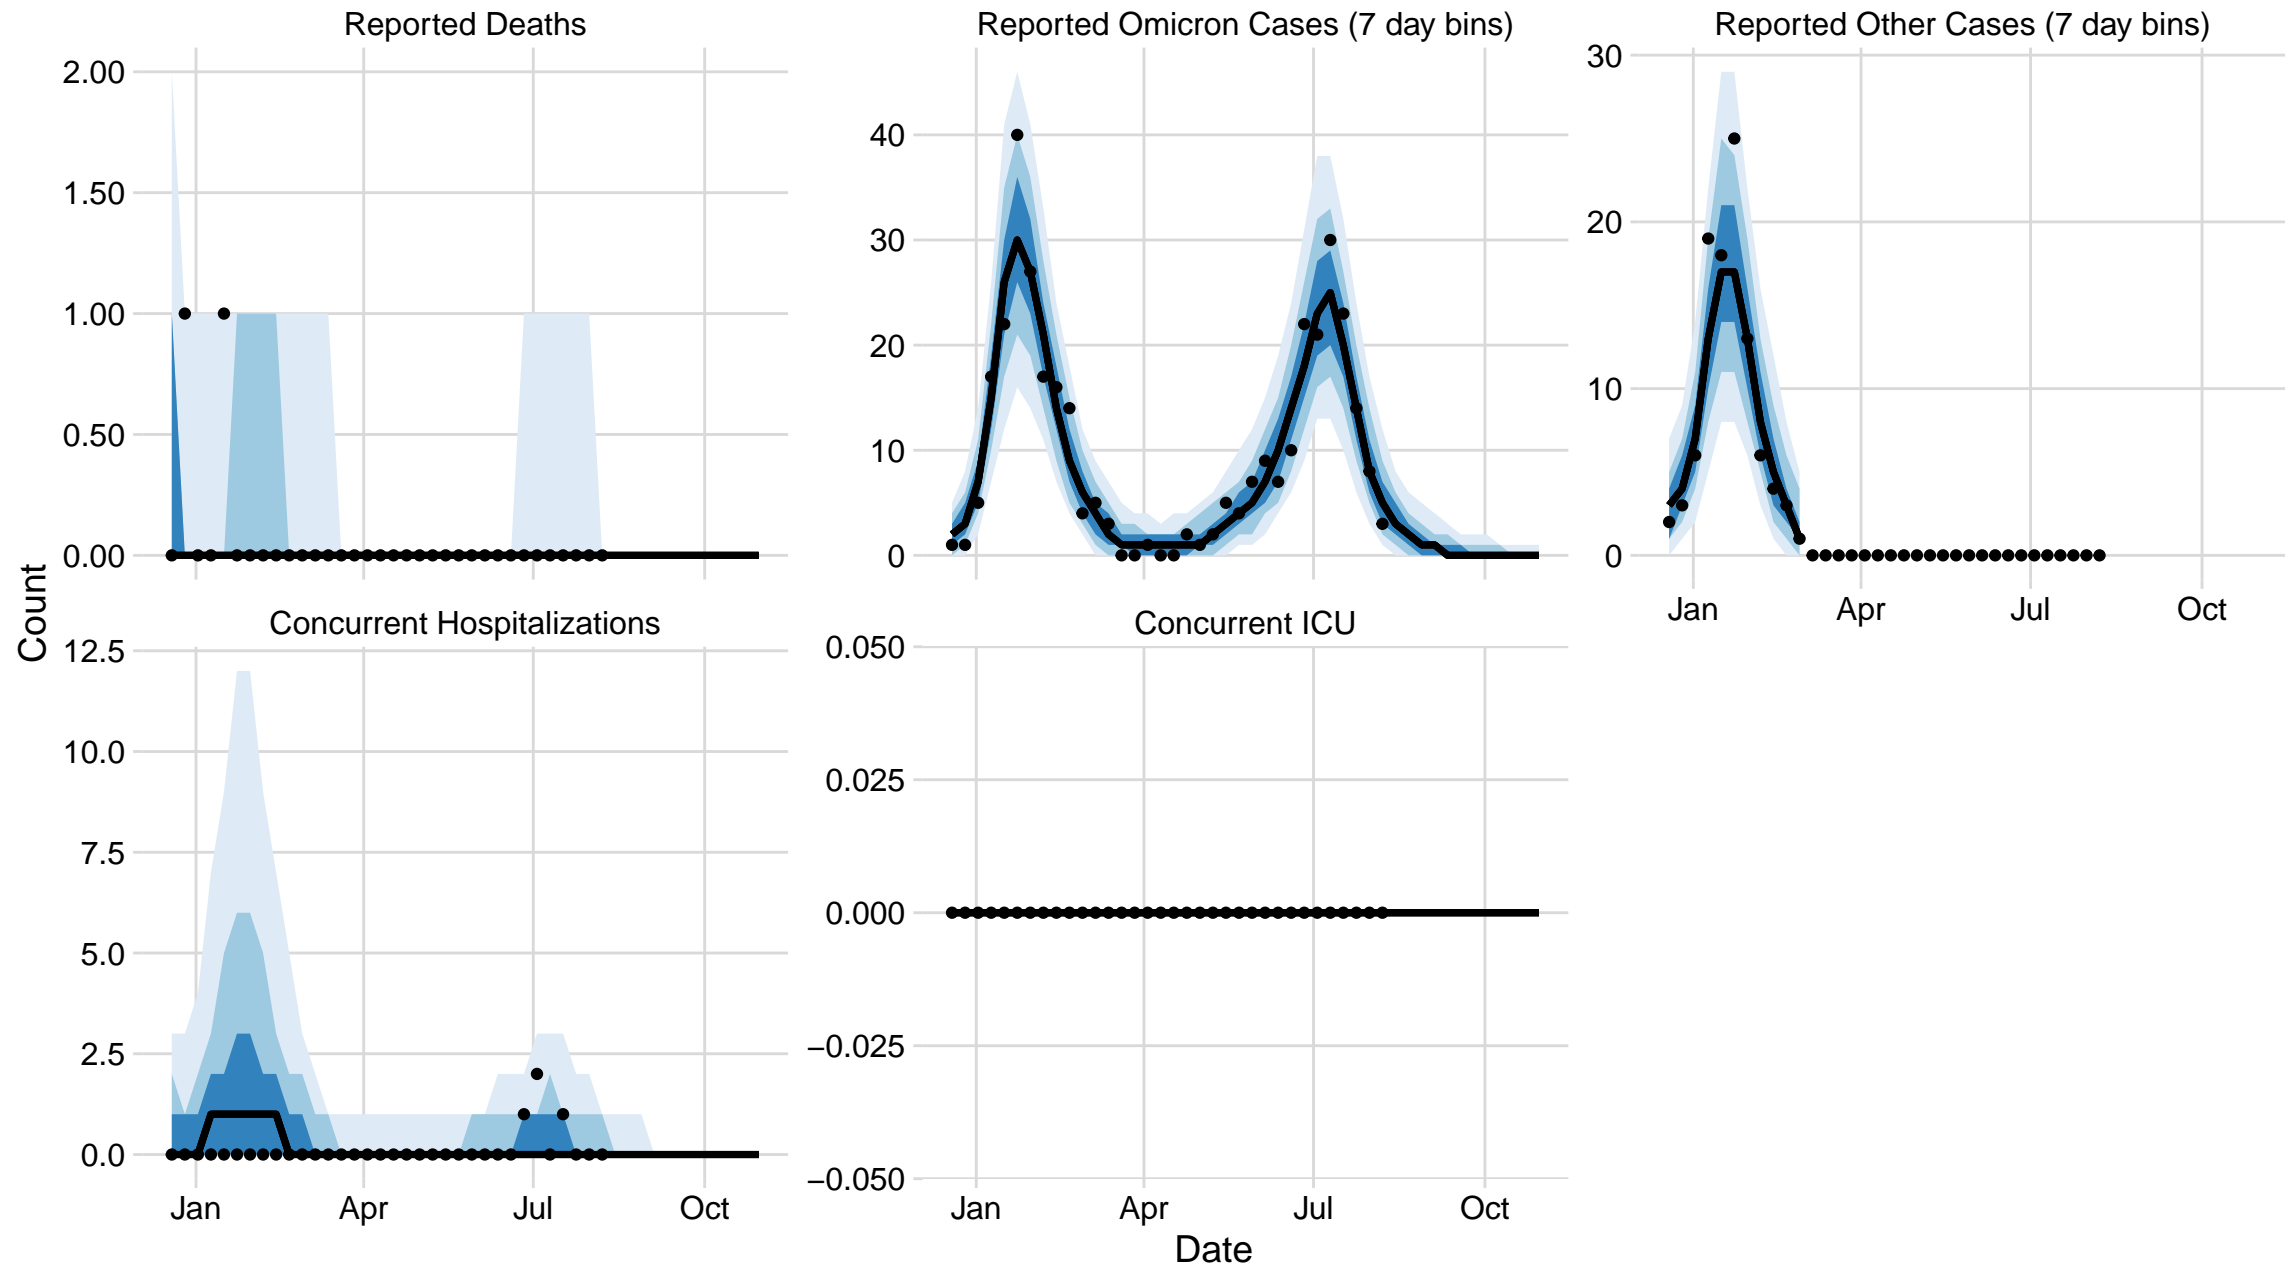 Reported Deaths
Reported Omicron Cases (7 day bins)
Reported Other Cases (7 day bins)
2.00
1.50
1.00
0.50
0.00
40
30
20
10
0
30
20
10
0
Jan Apr Jul Oct
Count
Concurrent Hospitalizations
Concurrent ICU
12.5
10.0
7.5
5.0
2.5
0.0
Jan Apr Jul Oct
0.050
0.025
0.000
−0.025
−0.050
Jan Apr Jul Oct
Date